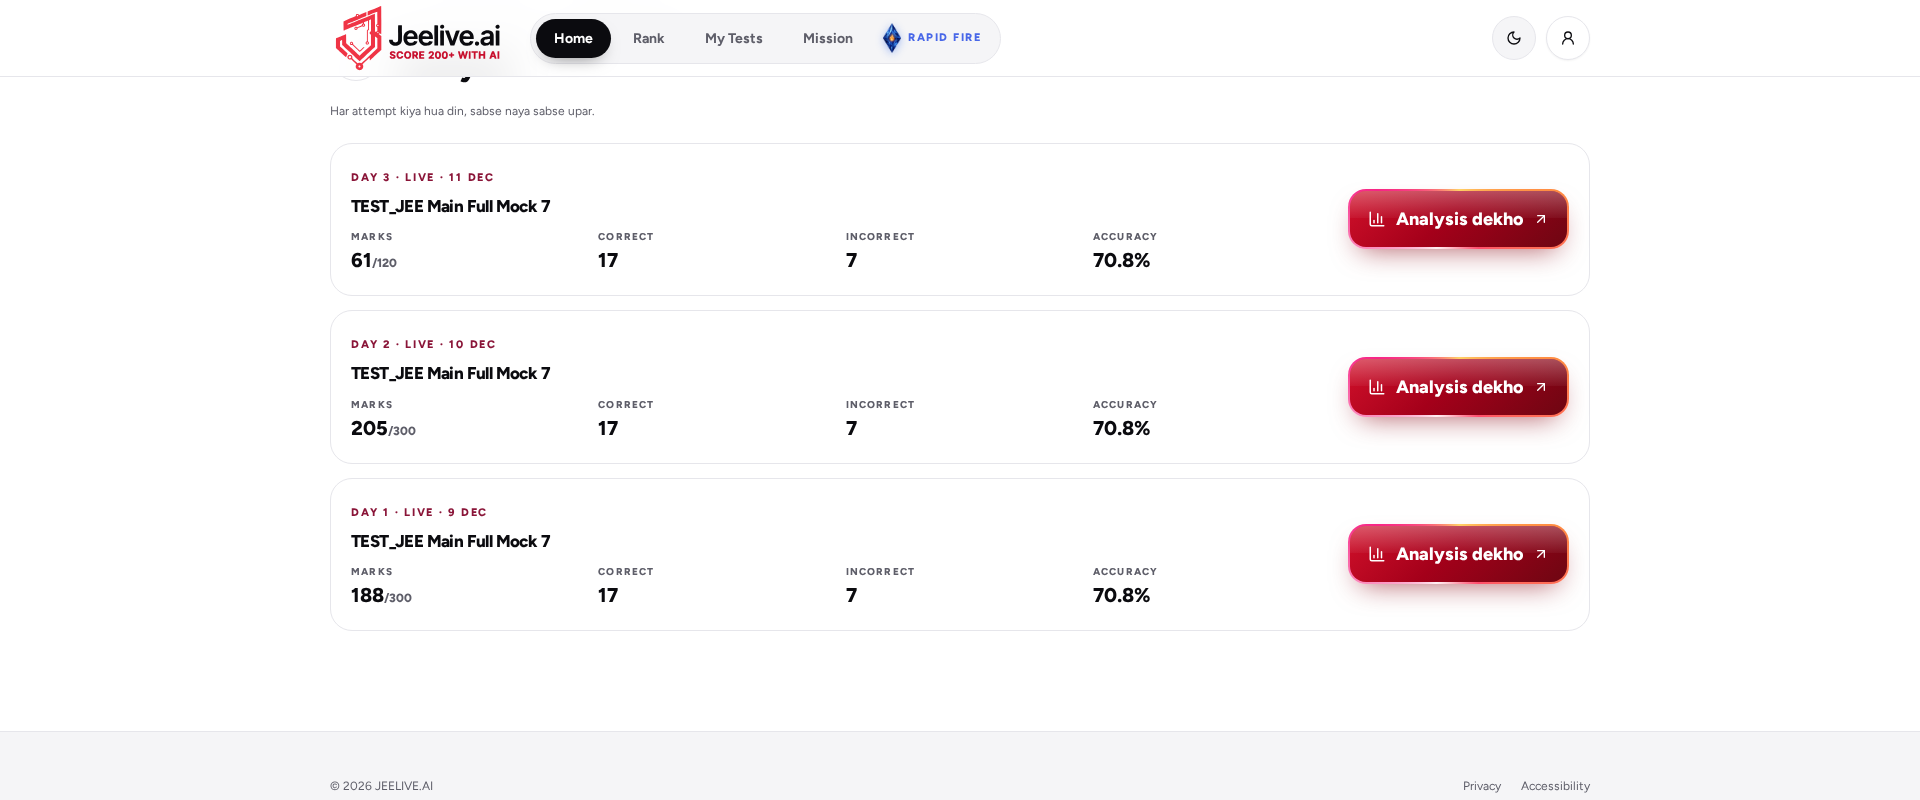 Jeelive.ai
SCORE 200+ WITH AI
Home
Rank
My Tests
Mission
RAPID FIRE
Har attempt kiya hua din, sabse naya sabse upar.
DAY 3 · LIVE · 11 DEC
TEST_JEE Main Full Mock 7
MARKS
CORRECT
INCORRECT
ACCURACY
61/120
17
7
70.8%
Analysis dekho
DAY 2 · LIVE · 10 DEC
TEST_JEE Main Full Mock 7
MARKS
CORRECT
INCORRECT
ACCURACY
205/300
17
7
70.8%
Analysis dekho
DAY 1 · LIVE · 9 DEC
TEST_JEE Main Full Mock 7
MARKS
CORRECT
INCORRECT
ACCURACY
188/300
17
7
70.8%
Analysis dekho
© 2026 JEELIVE.AI
Privacy
Accessibility